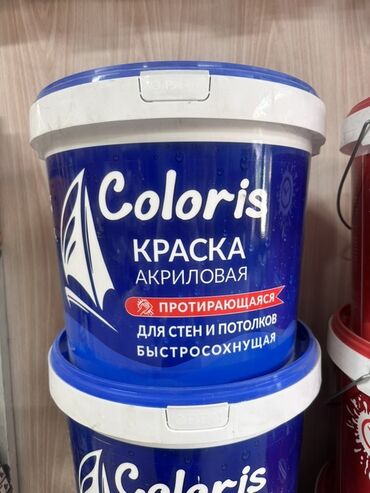 Coloris
КРАСКА
АКРИЛОВАЯ
ПРОТИРАЮЩАЯСЯ
ДЛЯ СТЕН И ПОТОЛКОВ
БЫСТРОСОХНУЩАЯ
Coloris